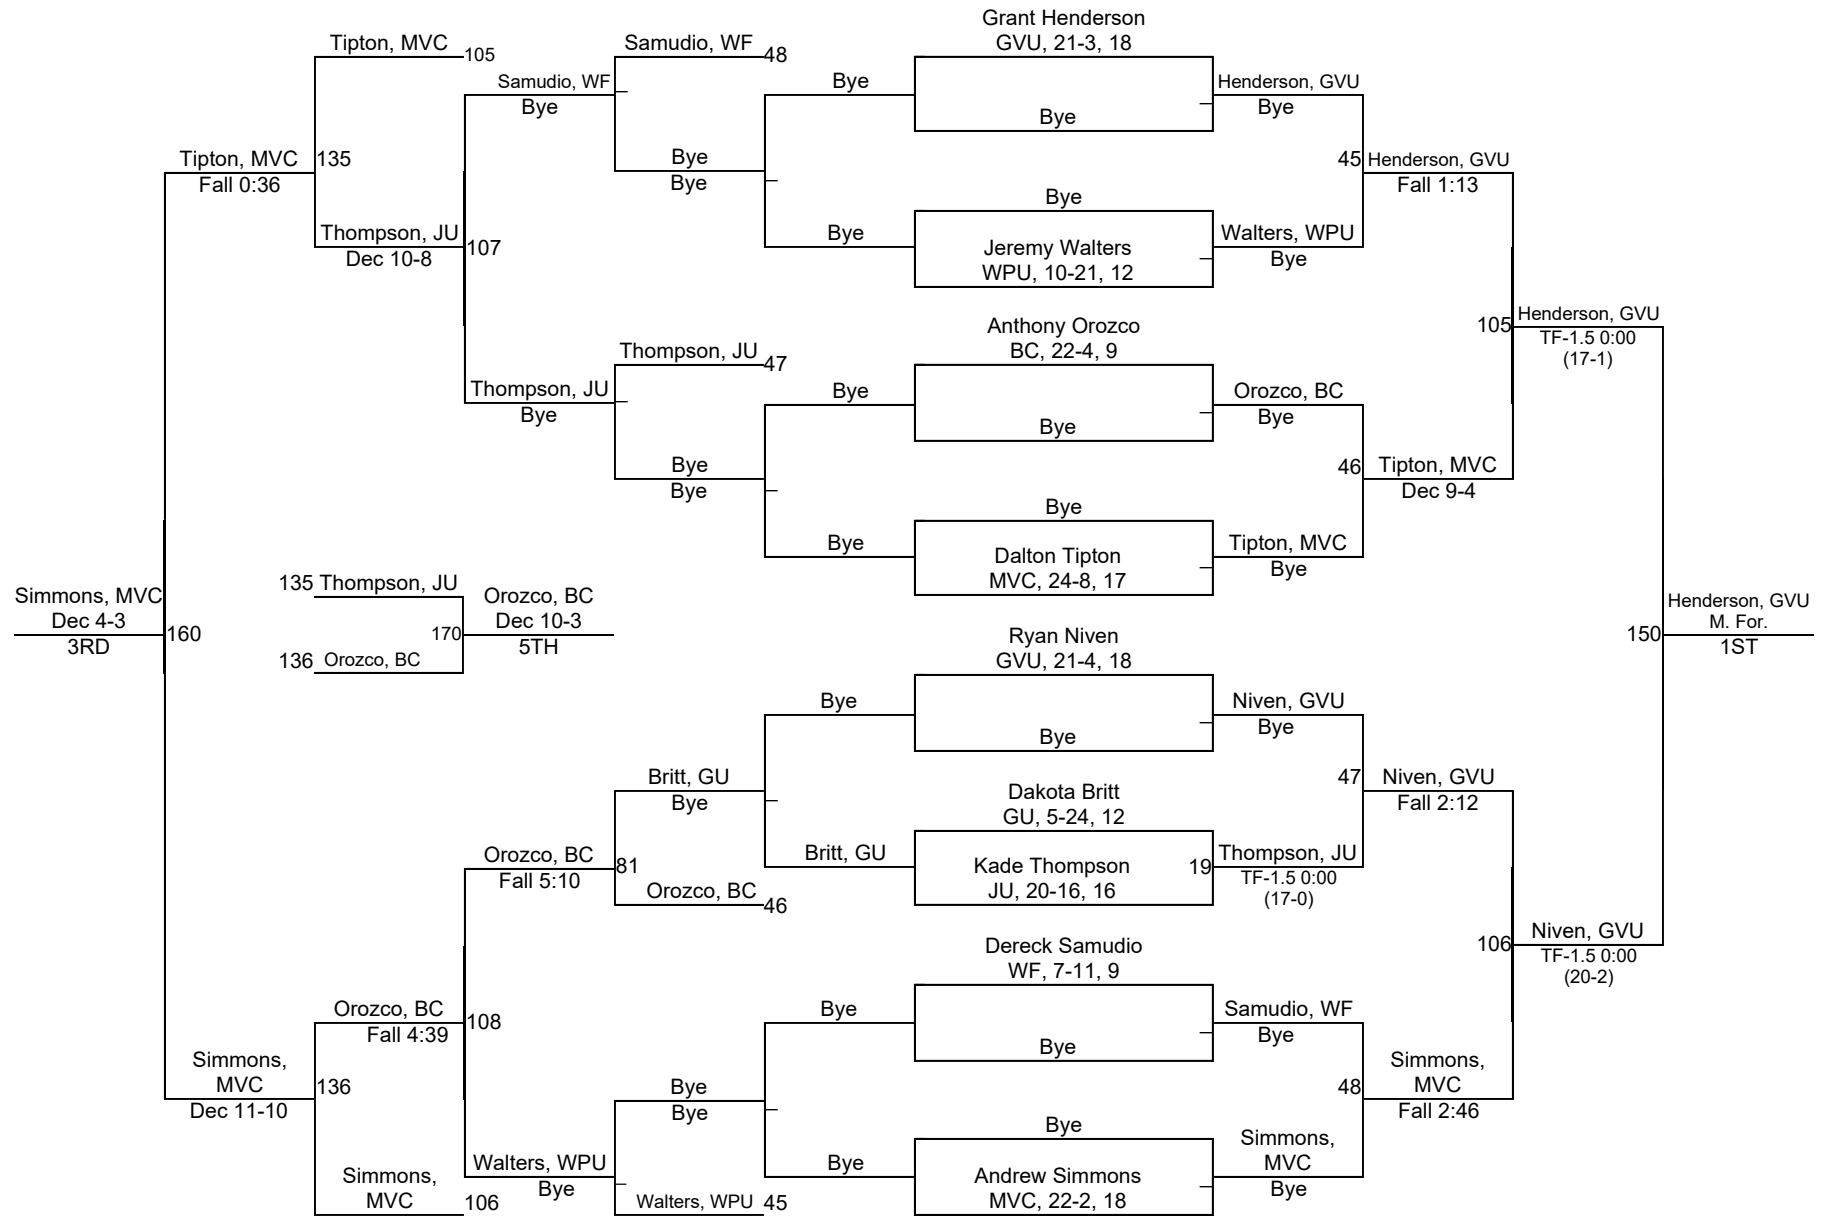 Grant Henderson
GVU, 21-3, 18
Tipton, MVC
105
Samudio, WF
48
Samudio, WF
Bye
Bye
Henderson, GVU
Bye
Bye
Tipton, MVC
Fall 0:36
135
Bye
Bye
45
Henderson, GVU
Fall 1:13
Bye
Thompson, JU
Dec 10-8
107
Bye
Jeremy Walters
WPU, 10-21, 12
Walters, WPU
Bye
Anthony Orozco
BC, 22-4, 9
105
Henderson, GVU
TF-1.5 0:00
(17-1)
Thompson, JU
47
Thompson, JU
Bye
Bye
Orozco, BC
Bye
Bye
Bye
Bye
46
Tipton, MVC
Dec 9-4
Bye
Bye
Dalton Tipton
MVC, 24-8, 17
Tipton, MVC
Bye
135
Thompson, JU
Simmons, MVC
Dec 4-3
3RD
160
170
Orozco, BC
Dec 10-3
5TH
136
Orozco, BC
Henderson, GVU
M. For.
1ST
150
Ryan Niven
GVU, 21-4, 18
Bye
Niven, GVU
Bye
Bye
Britt, GU
Bye
47
Niven, GVU
Fall 2:12
Dakota Britt
GU, 5-24, 12
Orozco, BC
Fall 5:10
81
Britt, GU
Kade Thompson
JU, 20-16, 16
19
Thompson, JU
TF-1.5 0:00
(17-0)
Orozco, BC
46
Dereck Samudio
WF, 7-11, 9
106
Niven, GVU
TF-1.5 0:00
(20-2)
Orozco, BC
Fall 4:39
108
Bye
Samudio, WF
Bye
Bye
Simmons,
MVC
Dec 11-10
136
Bye
Bye
48
Simmons,
MVC
Fall 2:46
Bye
Walters, WPU
Bye
Bye
Andrew Simmons
MVC, 22-2, 18
Simmons,
MVC
Bye
Simmons,
MVC
106
Walters, WPU
45